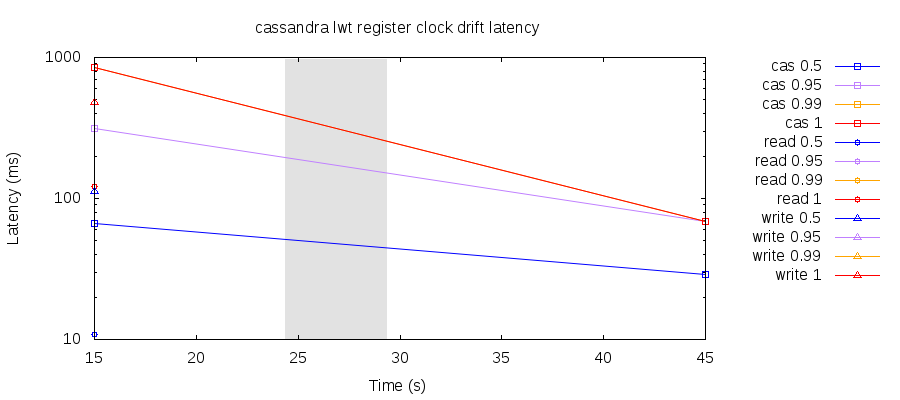 cassandra lwt register clock drift latency
1000
100
10
Latency (ms)
15 20 25 30 35 40 45
Time (s)
cas 0.5
cas 0.95
cas 0.99
cas 1
read 0.5
read 0.95
read 0.99
read 1
write 0.5
write 0.95
write 0.99
write 1